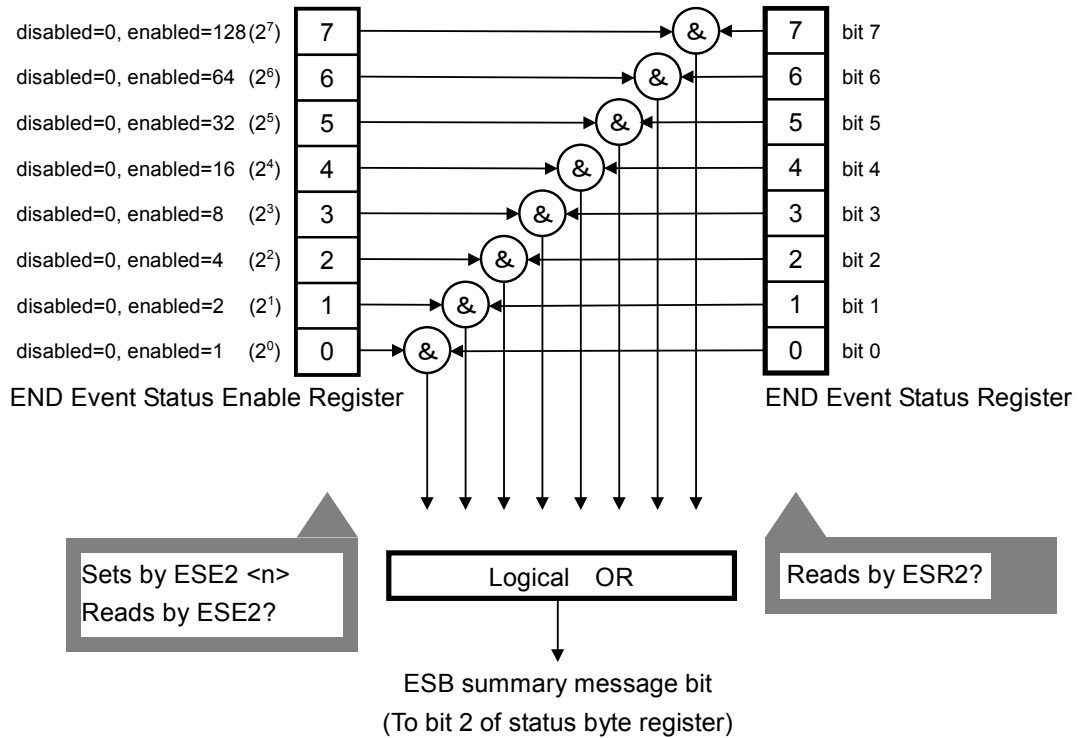 disabled=0, enabled=128(2⁷) 7 & 7 bit 7
disabled=0, enabled=64 (2⁶) 6 & 6 bit 6
disabled=0, enabled=32 (2⁵) 5 & 5 bit 5
disabled=0, enabled=16 (2⁴) 4 & 4 bit 4
disabled=0, enabled=8 (2³) 3 & 3 bit 3
disabled=0, enabled=4 (2²) 2 & 2 bit 2
disabled=0, enabled=2 (2¹) 1 & 1 bit 1
disabled=0, enabled=1 (2⁰) 0 & 0 bit 0
END Event Status Enable Register
END Event Status Register
Sets by ESE2 <n>
Reads by ESE2?
Logical OR
Reads by ESR2?
ESB summary message bit
(To bit 2 of status byte register)